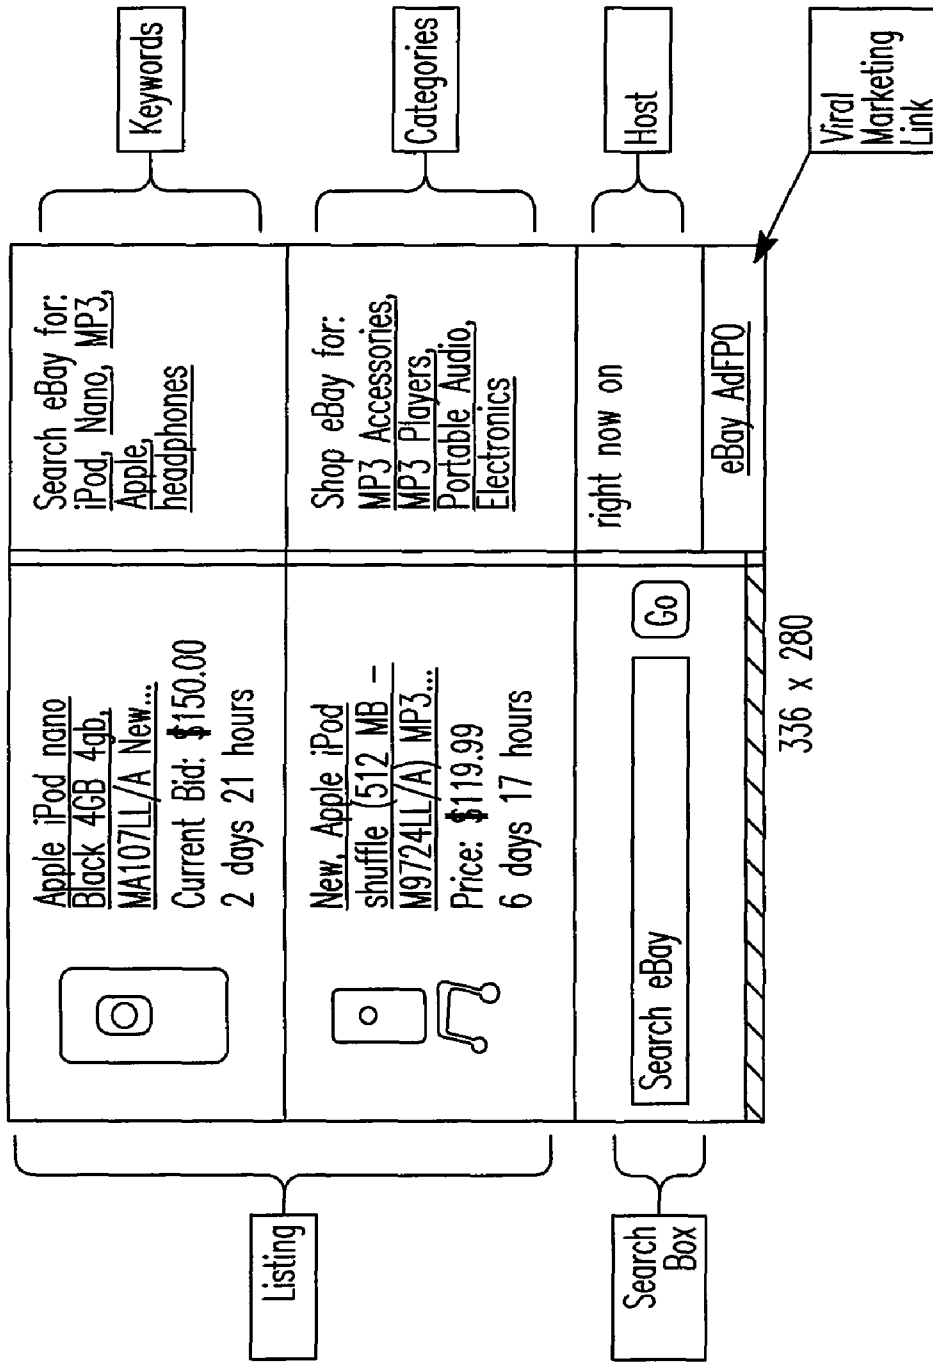 Listing
Search
Box
Apple iPod nano
Black 4GB 4gb,
MA107LL/A New...
Current Bid: $150.00
2 days 21 hours
New, Apple iPod
shuffle (512 MB –
M9724LL/A) MP3...
Price: $119.99
6 days 17 hours
Search eBay
Go
336 x 280
Search eBay for:
iPod, Nano, MP3,
Apple,
headphones
Shop eBay for:
MP3 Accessories,
MP3 Players,
Portable Audio,
Electronics
right now on
eBay AdFPO
Keywords
Categories
Host
Viral
Marketing
Link